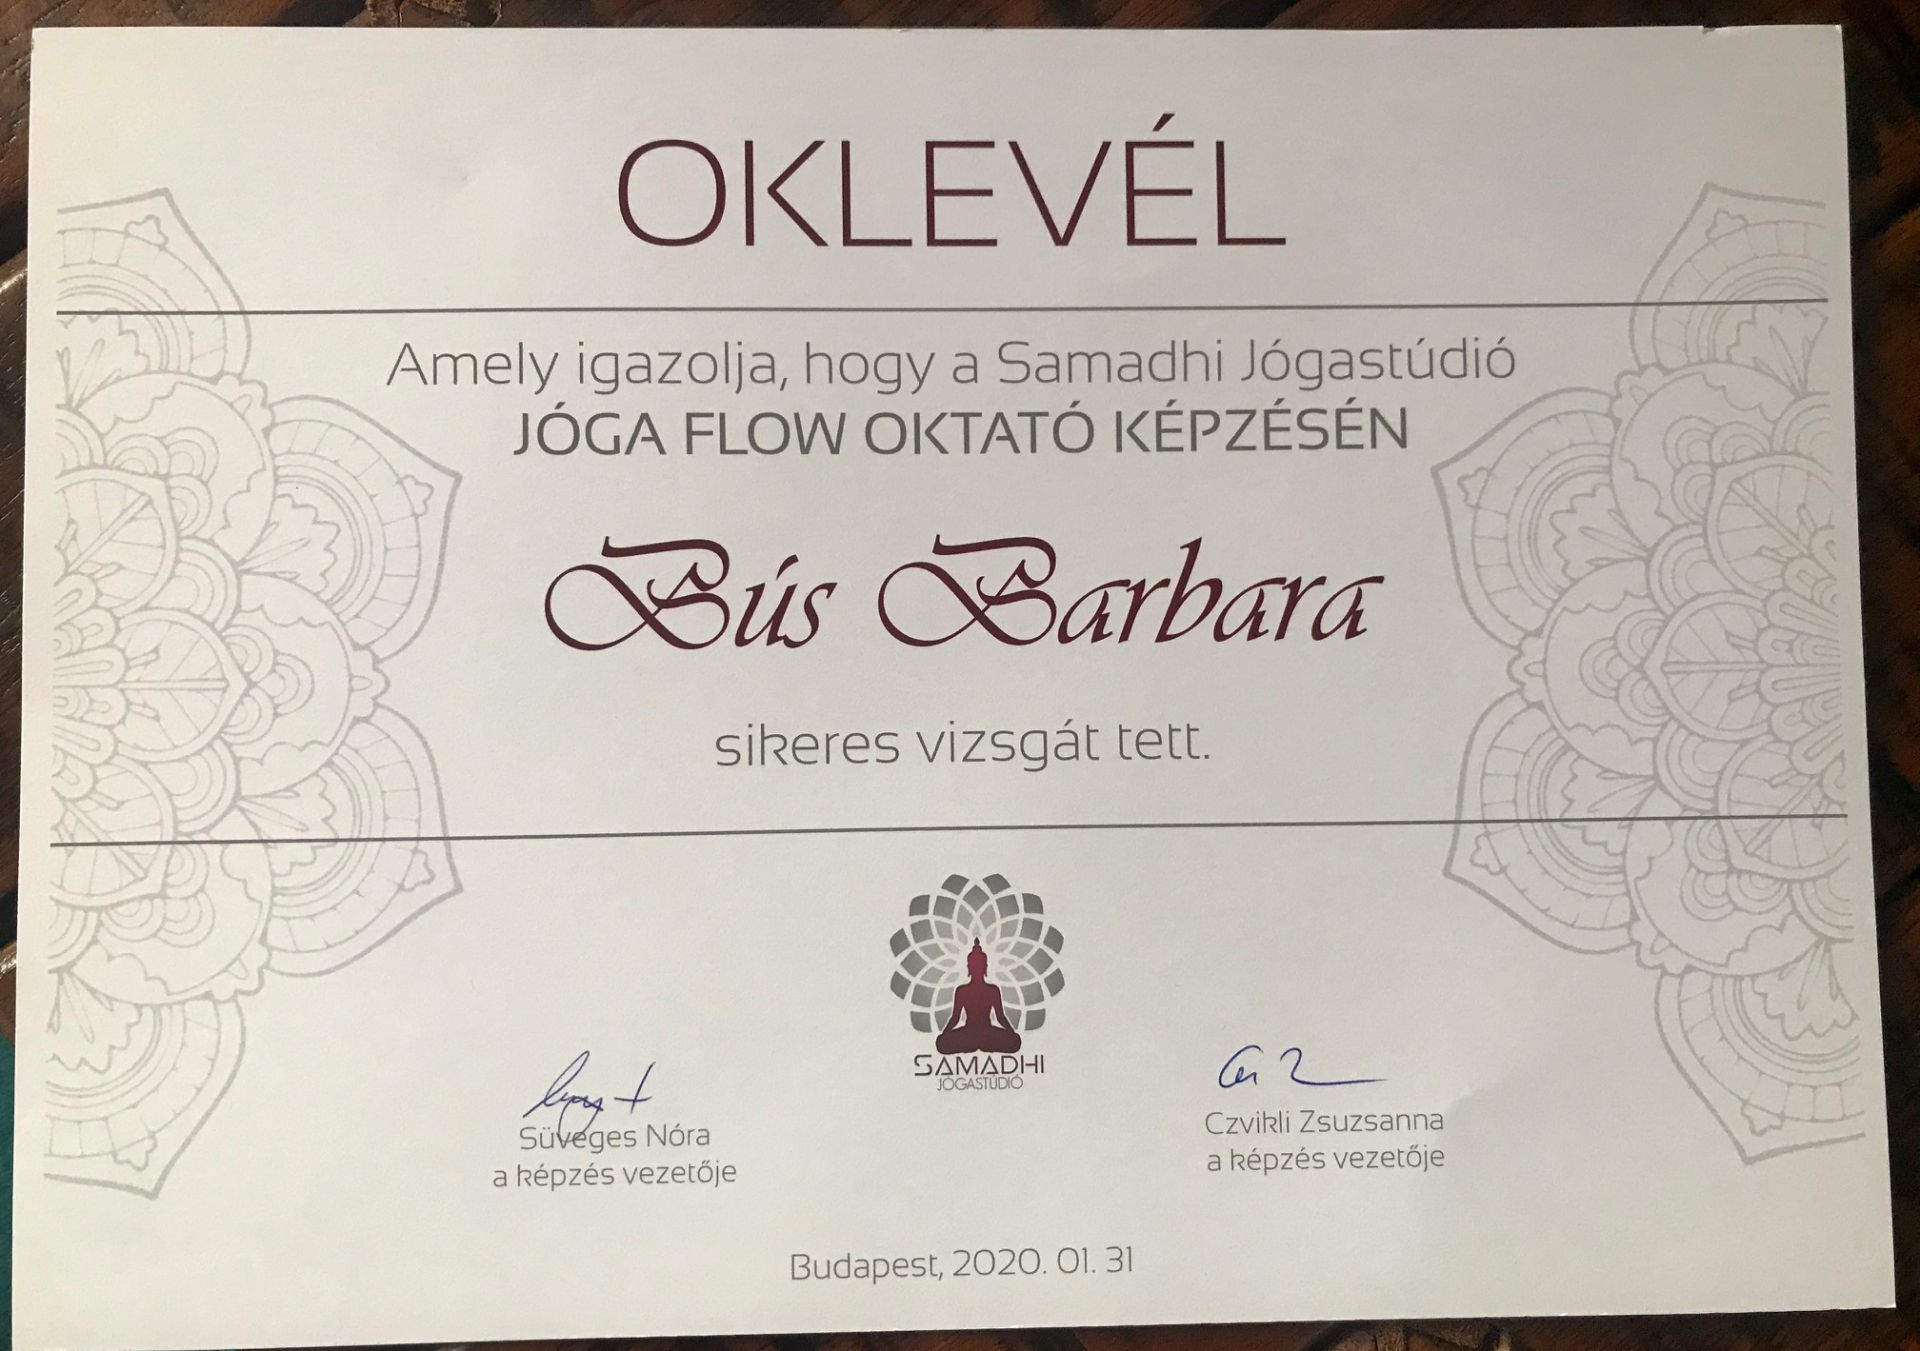 OKLEVÉL
Amely igazolja, hogy a Samadhi Jógastúdió
JÓGA FLOW OKTATÓ KÉPZÉSÉN
Bús Barbara
sikeres vizsgát tett.
SAMADHI
JÓGASTÚDIÓ
Süveges Nóra
a képzés vezetője
Czvikli Zsuzsanna
a képzés vezetője
Budapest, 2020. 01. 31